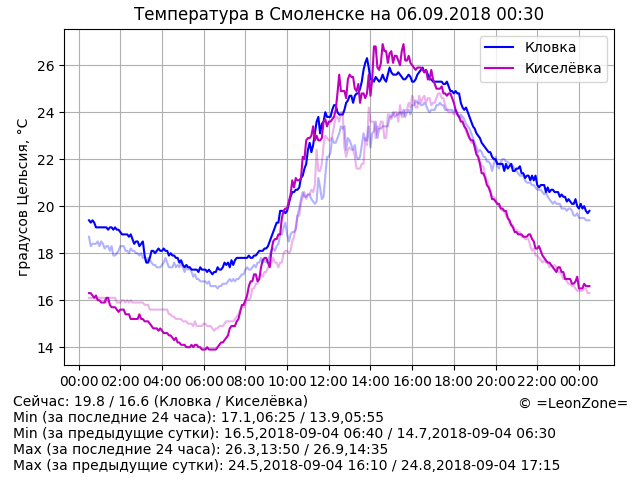 Температура в Смоленске на 06.09.2018 00:30
Кловка
Киселёвка
градусов Цельсия, °C
26
24
22
20
18
16
14
00:00 02:00 04:00 06:00 08:00 10:00 12:00 14:00 16:00 18:00 20:00 22:00 00:00
Сейчас: 19.8 / 16.6 (Кловка / Киселёвка)
© =LeonZone=
Min (за последние 24 часа): 17.1,06:25 / 13.9,05:55
Min (за предыдущие сутки): 16.5,2018-09-04 06:40 / 14.7,2018-09-04 06:30
Max (за последние 24 часа): 26.3,13:50 / 26.9,14:35
Max (за предыдущие сутки): 24.5,2018-09-04 16:10 / 24.8,2018-09-04 17:15